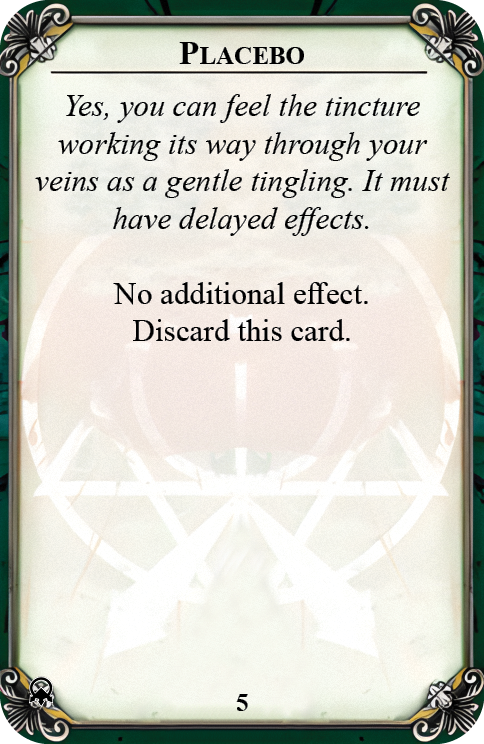 PLACEBO
Yes, you can feel the tincture
working its way through your
veins as a gentle tingling. It must
have delayed effects.
No additional effect.
Discard this card.
5